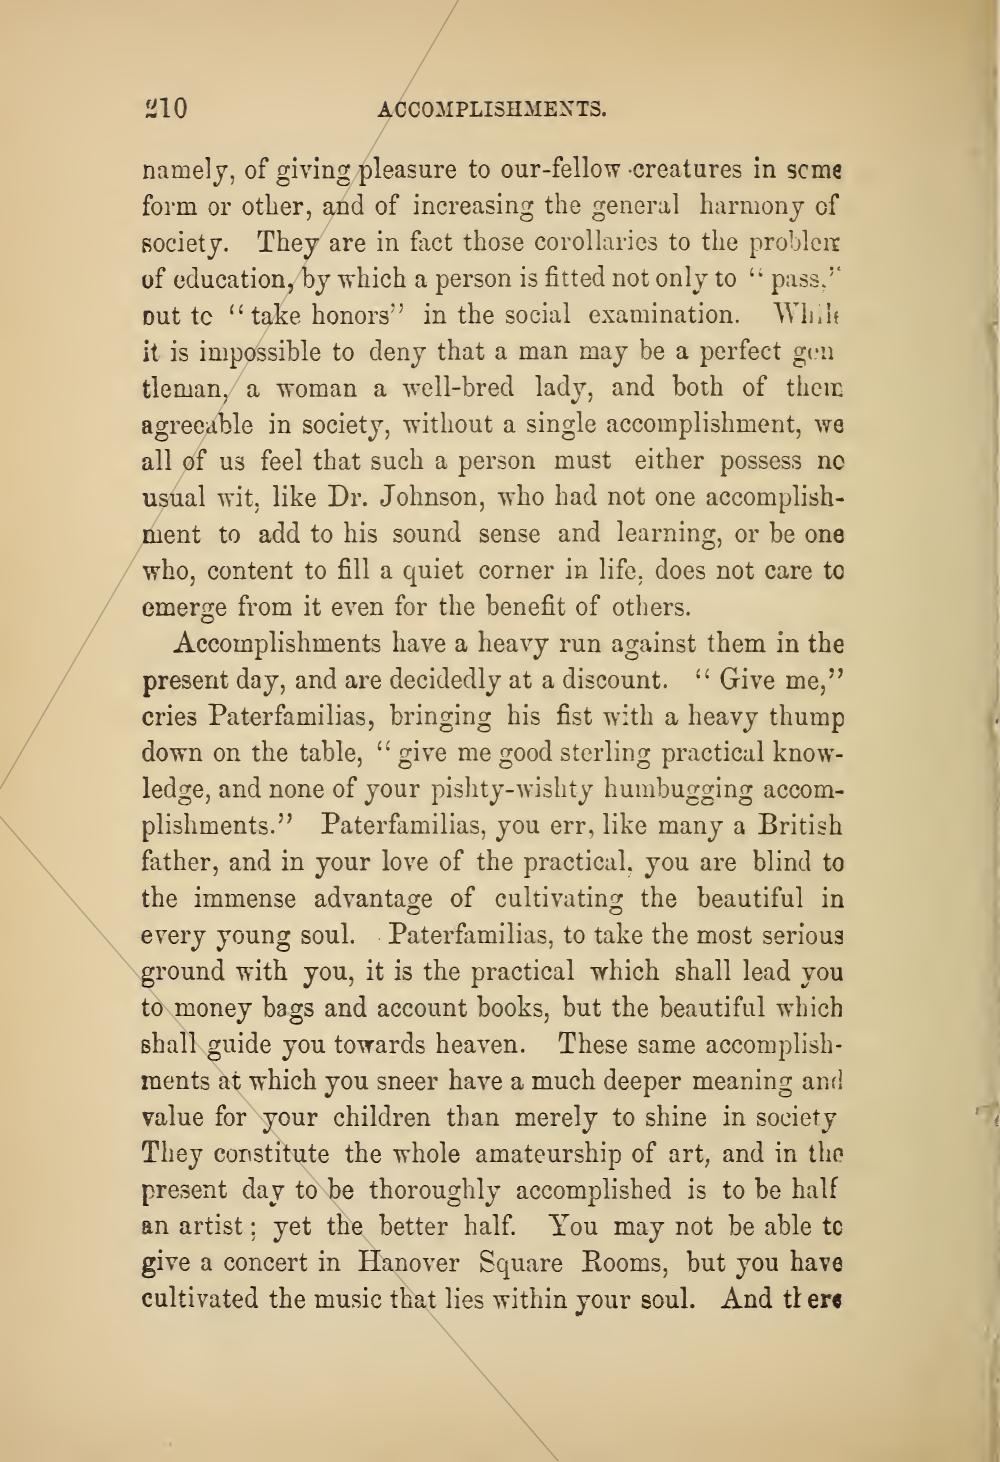 210 ACCOMPLISHMENTS.
namely, of giving pleasure to our-fellow creatures in some
form or other, and of increasing the general harmony of
society. They are in fact those corollaries to the problem
of education, by which a person is fitted not only to “ pass,”
out to “ take honors” in the social examination. While
it is impossible to deny that a man may be a perfect gen
tleman, a woman a well-bred lady, and both of them
agreeable in society, without a single accomplishment, we
all of us feel that such a person must either possess no
usual wit, like Dr. Johnson, who had not one accomplish-
ment to add to his sound sense and learning, or be one
who, content to fill a quiet corner in life, does not care to
emerge from it even for the benefit of others.
Accomplishments have a heavy run against them in the
present day, and are decidedly at a discount. “ Give me,”
cries Paterfamilias, bringing his fist with a heavy thump
down on the table, “ give me good sterling practical know-
ledge, and none of your pishty-wishty humbugging accom-
plishments.” Paterfamilias, you err, like many a British
father, and in your love of the practical, you are blind to
the immense advantage of cultivating the beautiful in
every young soul. Paterfamilias, to take the most serious
ground with you, it is the practical which shall lead you
to money bags and account books, but the beautiful which
shall guide you towards heaven. These same accomplish-
ments at which you sneer have a much deeper meaning and
value for your children than merely to shine in society
They constitute the whole amateurship of art, and in the
present day to be thoroughly accomplished is to be half
an artist ; yet the better half. You may not be able to
give a concert in Hanover Square Rooms, but you have
cultivated the music that lies within your soul. And there